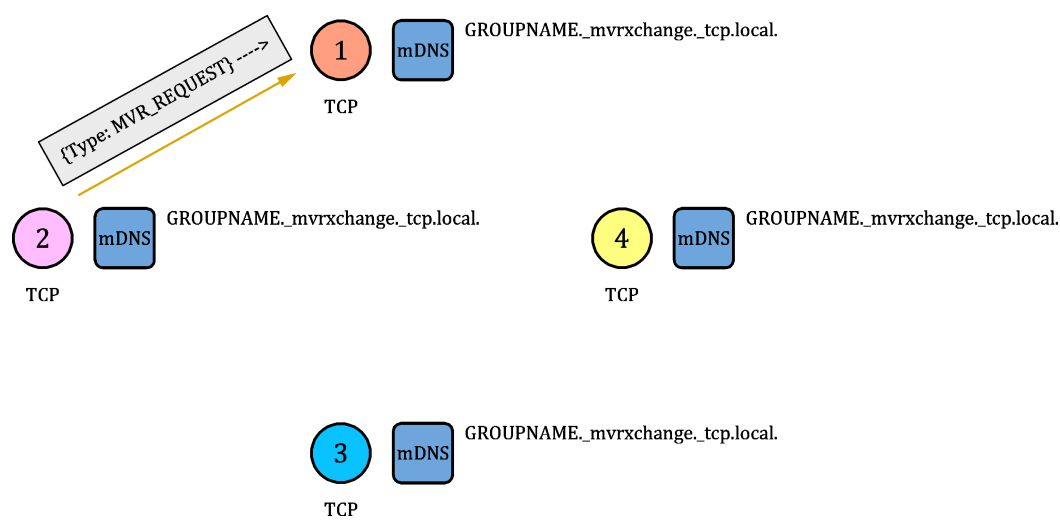 {Type: MVR_REQUEST} ---->
1
mDNS
GROUPNAME._mvrxchange._tcp.local.
TCP
2
mDNS
GROUPNAME._mvrxchange._tcp.local.
TCP
4
mDNS
GROUPNAME._mvrxchange._tcp.local.
TCP
3
mDNS
GROUPNAME._mvrxchange._tcp.local.
TCP